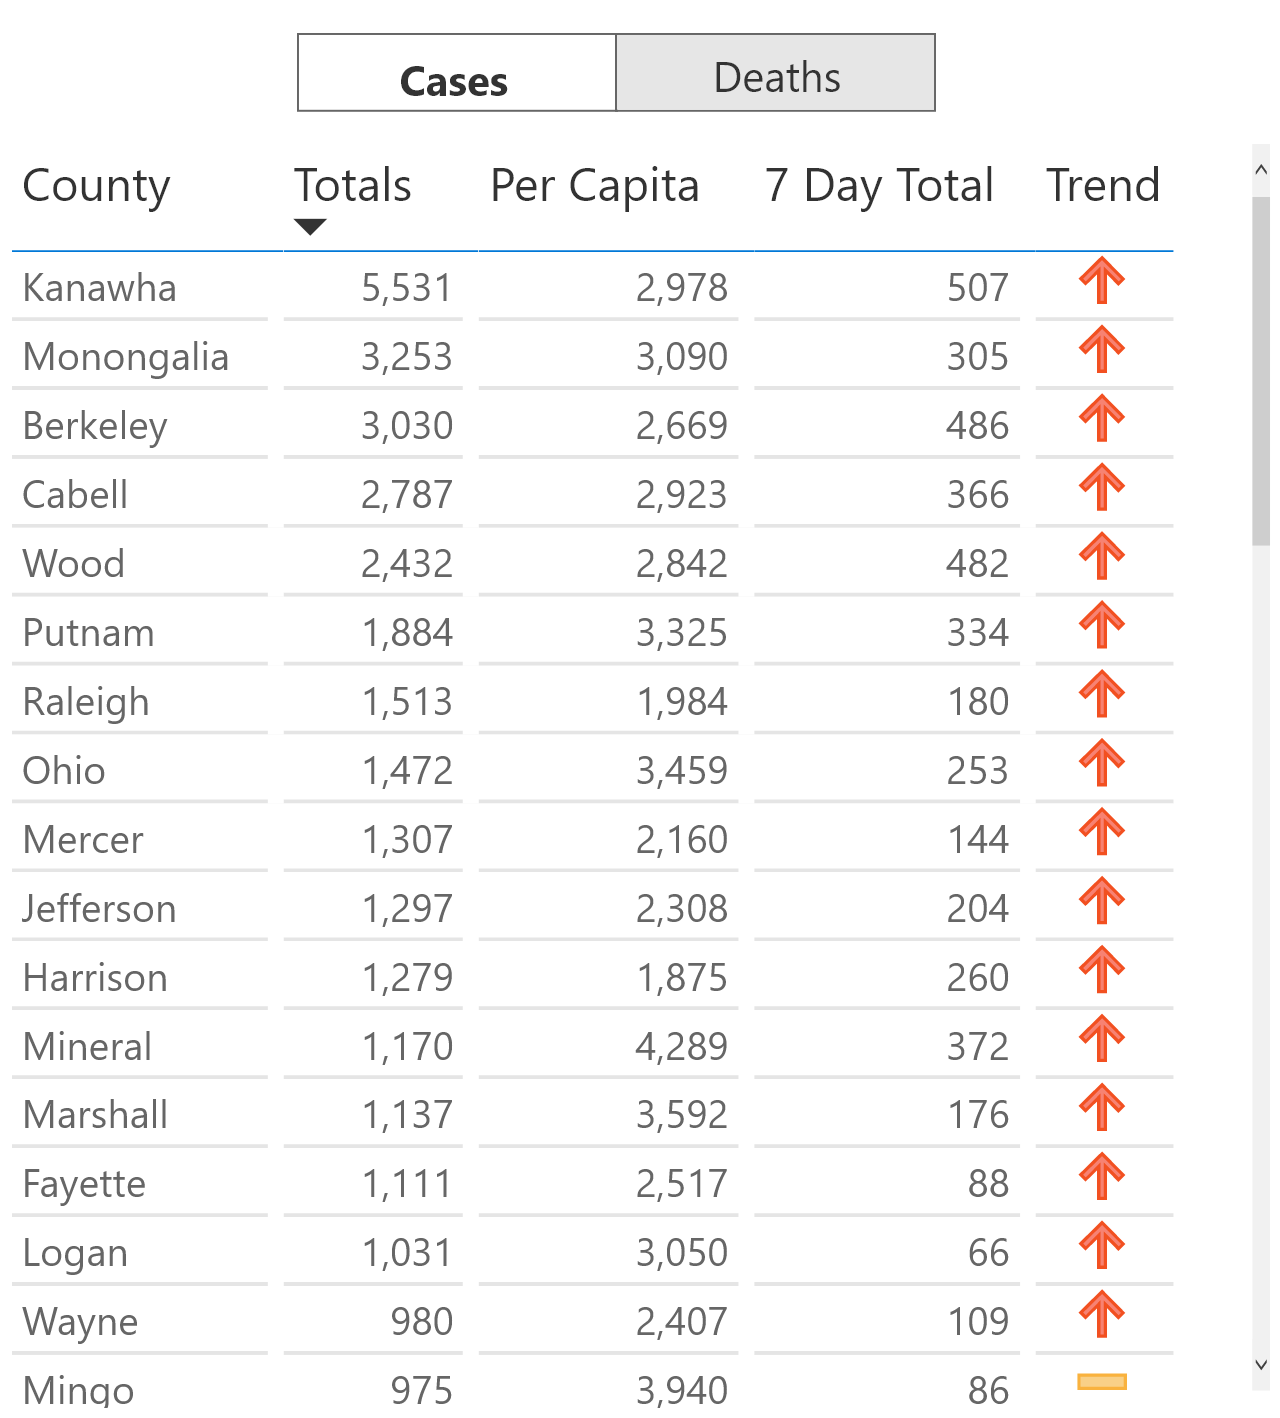 Cases Deaths
County Totals Per Capita 7 Day Total Trend
Kanawha 5,531 2,978 507
Monongalia 3,253 3,090 305
Berkeley 3,030 2,669 486
Cabell 2,787 2,923 366
Wood 2,432 2,842 482
Putnam 1,884 3,325 334
Raleigh 1,513 1,984 180
Ohio 1,472 3,459 253
Mercer 1,307 2,160 144
Jefferson 1,297 2,308 204
Harrison 1,279 1,875 260
Mineral 1,170 4,289 372
Marshall 1,137 3,592 176
Fayette 1,111 2,517 88
Logan 1,031 3,050 66
Wayne 980 2,407 109
Mingo 975 3,940 86